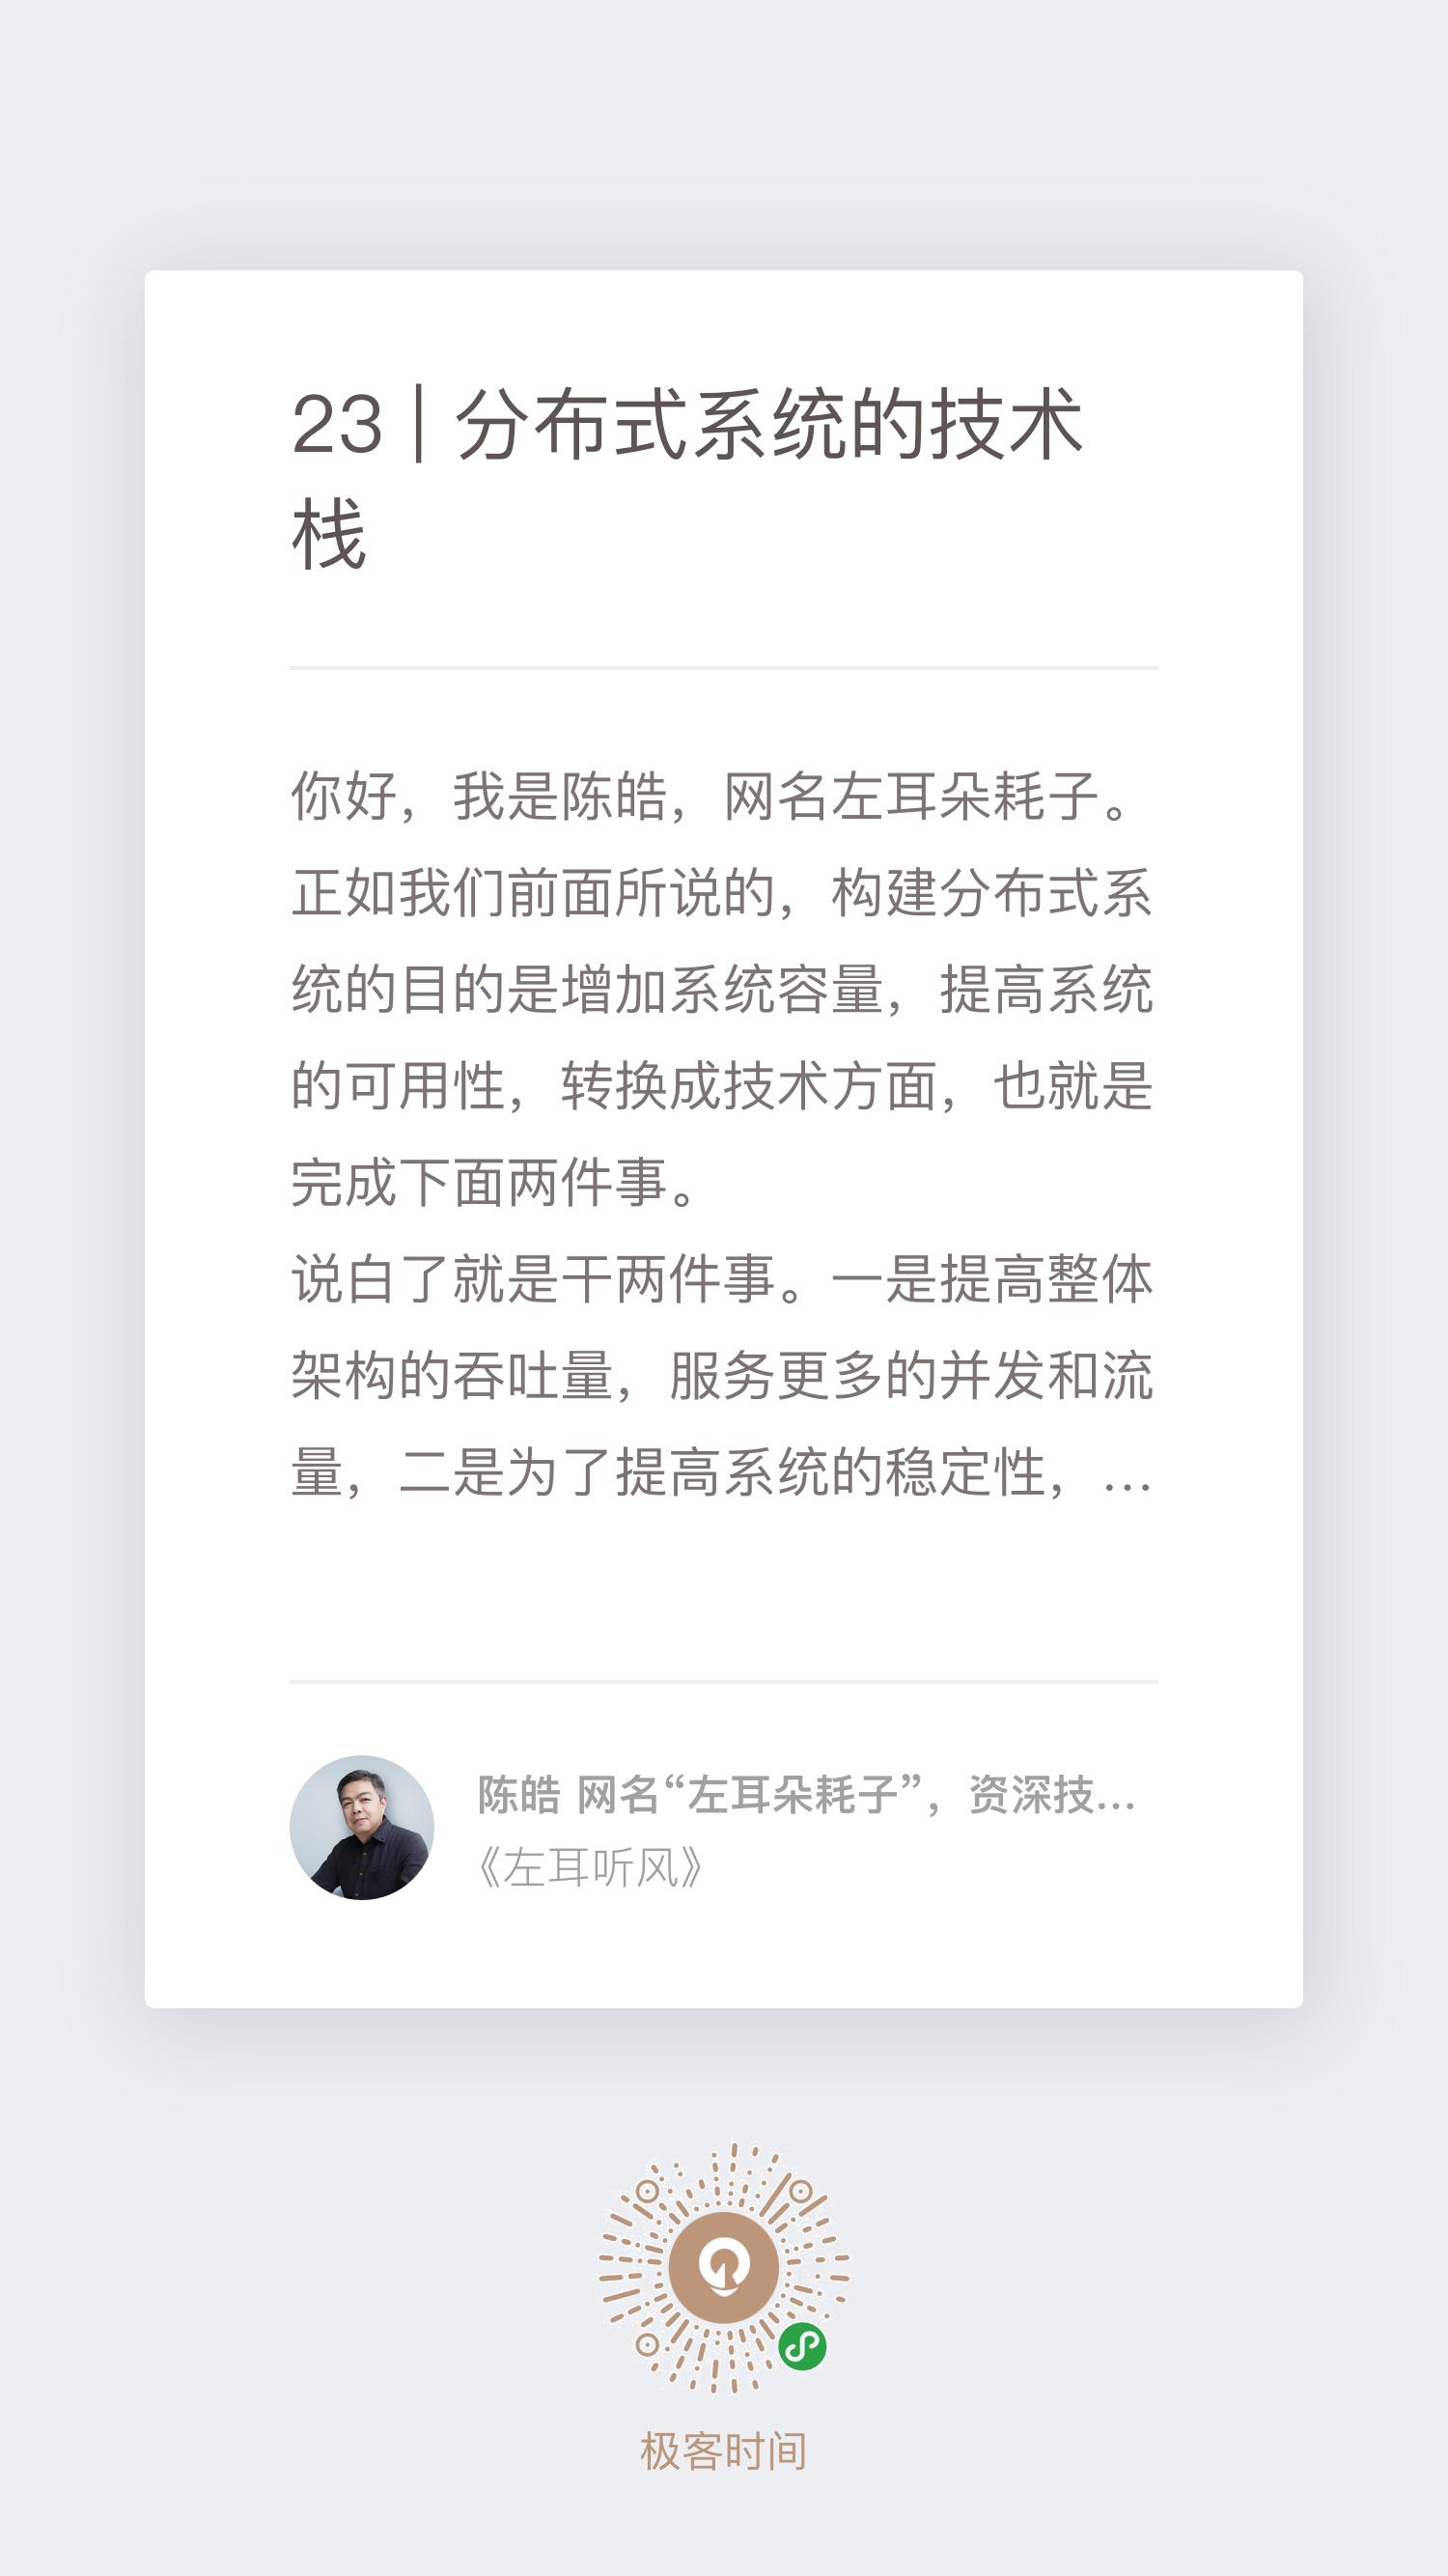 23 | 分布式系统的技术
栈
你好，我是陈皓，网名左耳朵耗子。
正如我们前面所说的，构建分布式系
统的目的是增加系统容量，提高系统
的可用性，转换成技术方面，也就是
完成下面两件事。
说白了就是干两件事。一是提高整体
架构的吞吐量，服务更多的并发和流
量，二是为了提高系统的稳定性，…
陈皓 网名“左耳朵耗子”，资深技…
《左耳听风》
极客时间